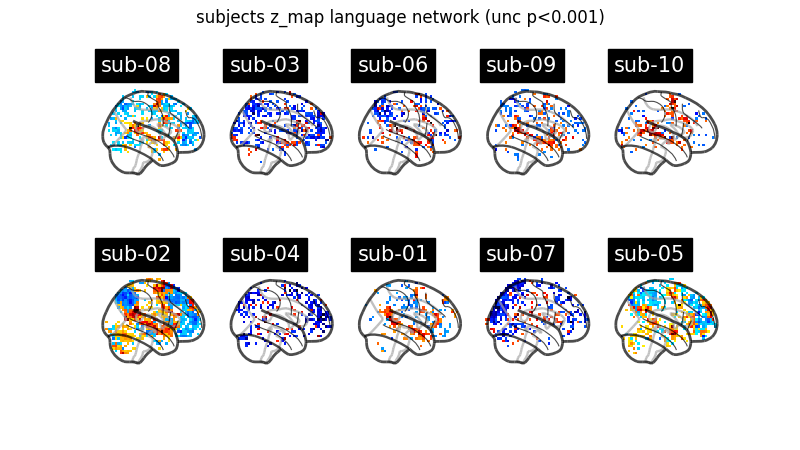 subjects z_map language network (unc p<0.001)
sub-08
sub-03
sub-06
sub-09
sub-10
sub-02
sub-04
sub-01
sub-07
sub-05